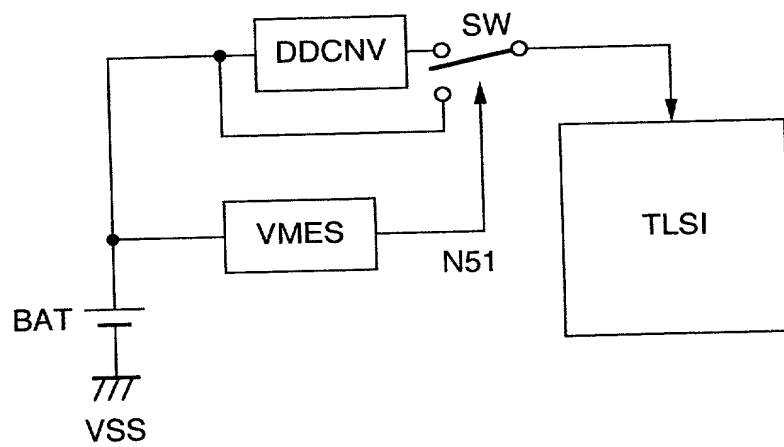 SW
DDCNV
VMES
TLSI
N51
BAT
VSS